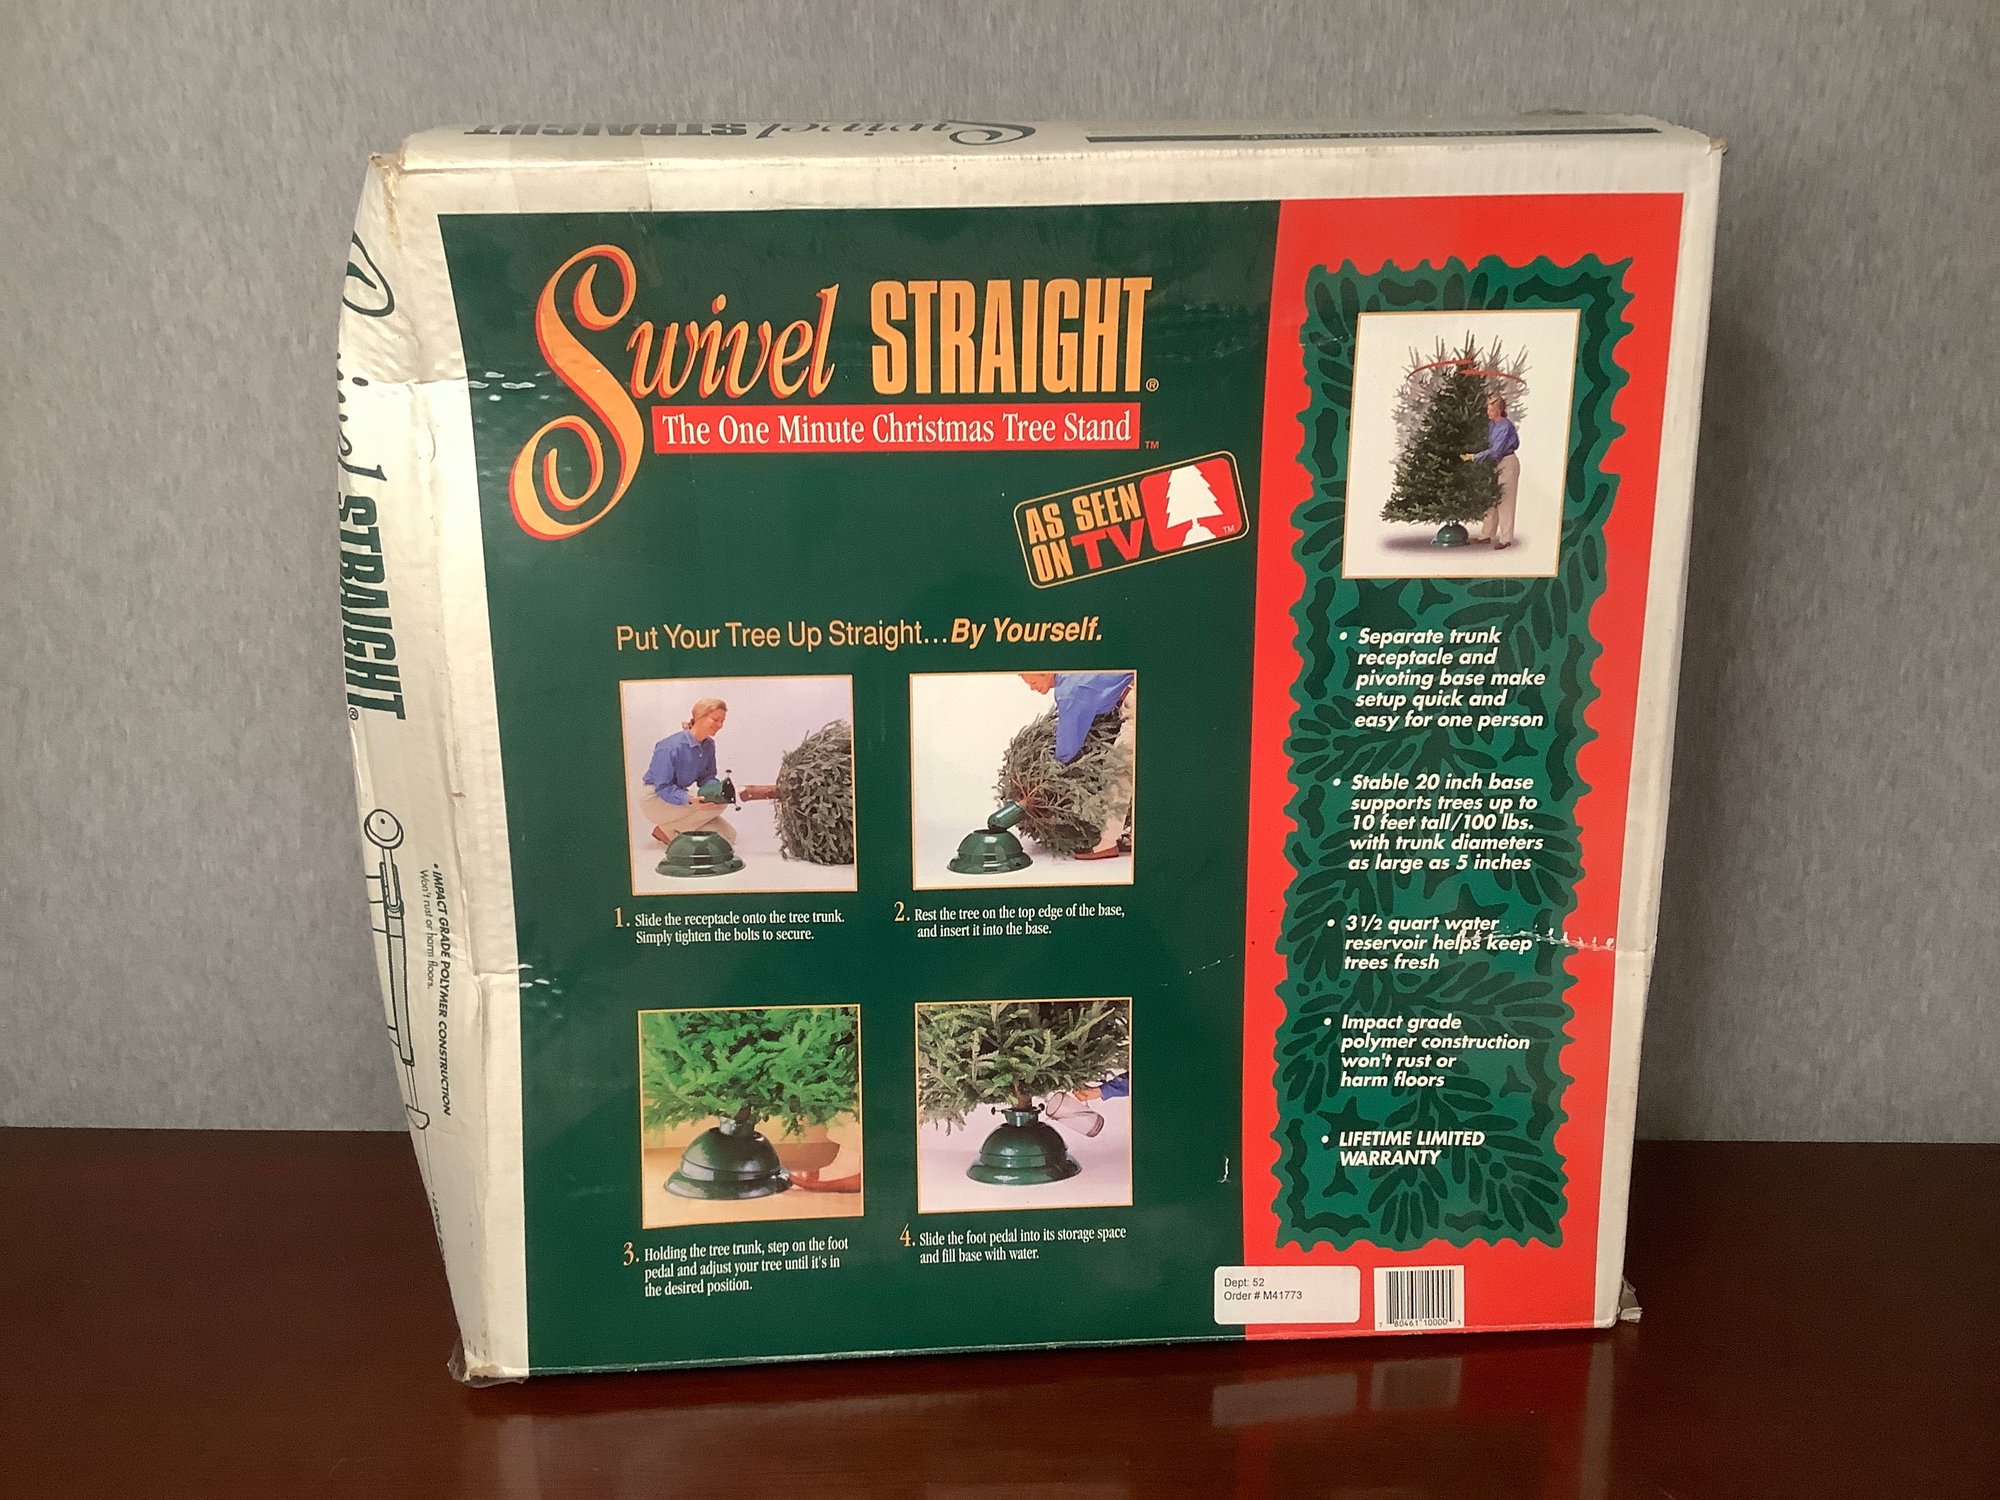 Swivel STRAIGHT
Swivel STRAIGHT®
Swivel STRAIGHT®
The One Minute Christmas Tree Stand™
AS SEEN
ON TV
TM
Put Your Tree Up Straight...By Yourself.
1. Slide the receptacle onto the tree trunk.
Simply tighten the bolts to secure.
2. Rest the tree on the top edge of the base,
and insert it into the base.
3. Holding the tree trunk, step on the foot
pedal and adjust your tree until it's in
the desired position.
4. Slide the foot pedal into its storage space
and fill base with water.
• Separate trunk
receptacle and
pivoting base make
setup quick and
easy for one person
• Stable 20 inch base
supports trees up to
10 feet tall/100 lbs.
with trunk diameters
as large as 5 inches
• 3 1/2 quart water
reservoir helps keep
trees fresh
• Impact grade
polymer construction
won't rust or
harm floors
• LIFETIME LIMITED
WARRANTY
Dept: 52
Order # M41773
7 80461 10000 5
• IMPACT GRADE POLYMER CONSTRUCTION
Won't rust or harm floors.